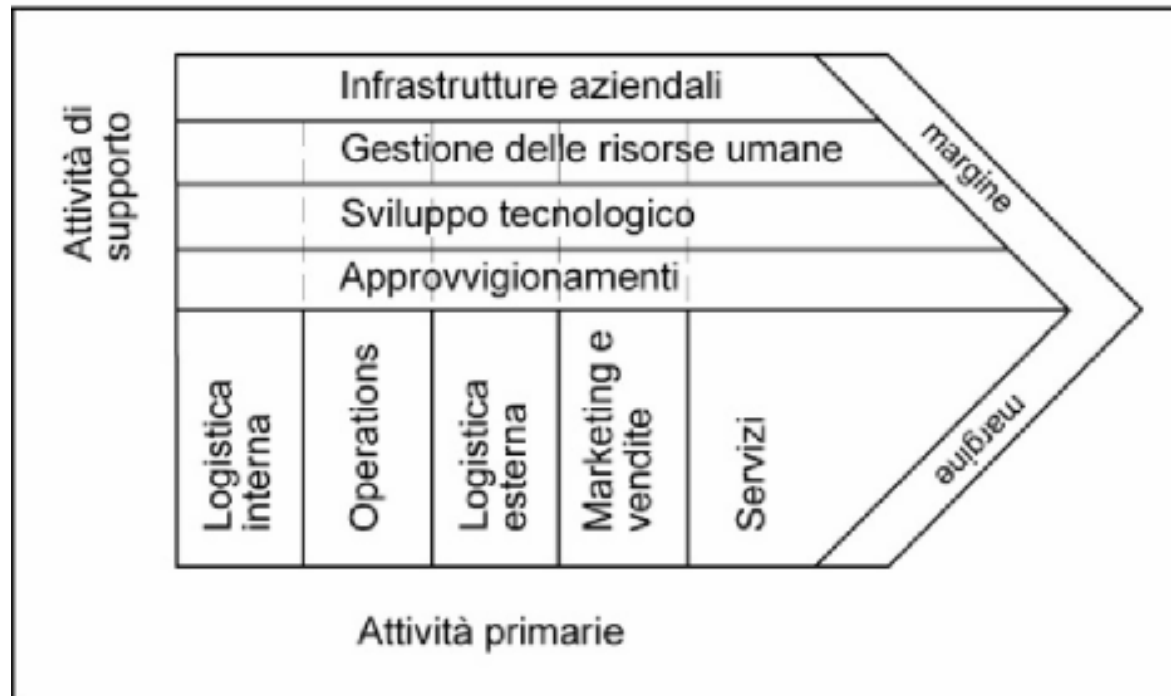 Attività di
supporto
Infrastrutture aziendali
Gestione delle risorse umane
Sviluppo tecnologico
Approvvigionamenti
margine
Logistica
interna
Operations
Logistica
esterna
Marketing e
vendite
Servizi
margine
Attività primarie